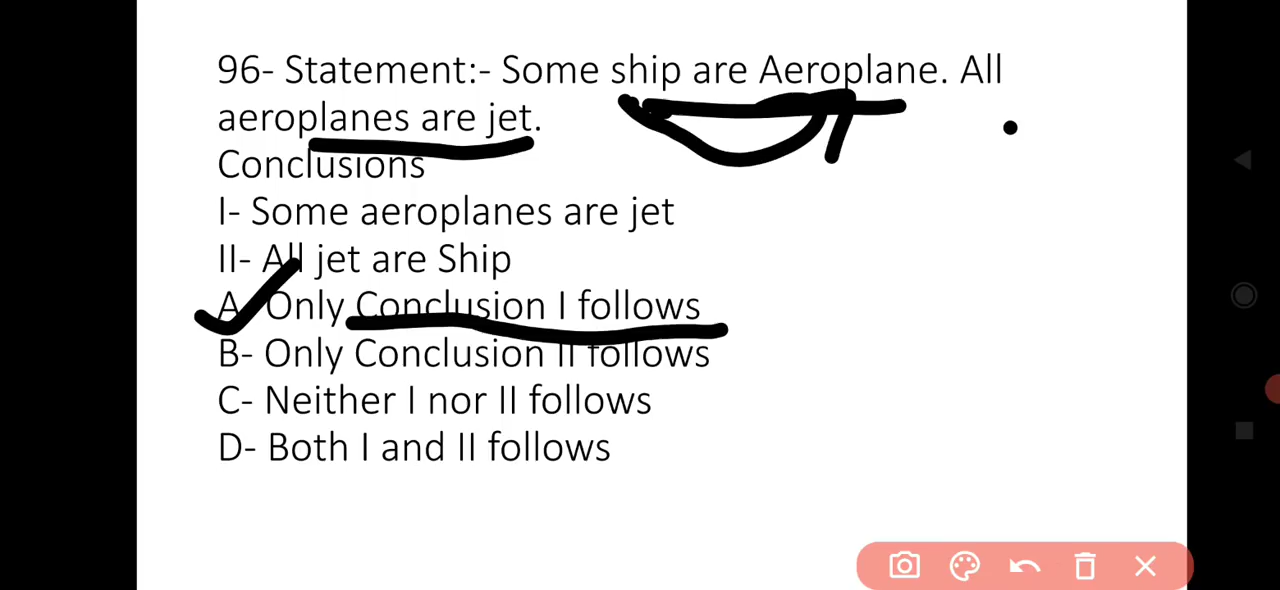 96- Statement:- Some ship are Aeroplane. All
aeroplanes are jet.
Conclusions
I- Some aeroplanes are jet
II- All jet are Ship
A- Only Conclusion I follows
B- Only Conclusion II follows
C- Neither I nor II follows
D- Both I and II follows